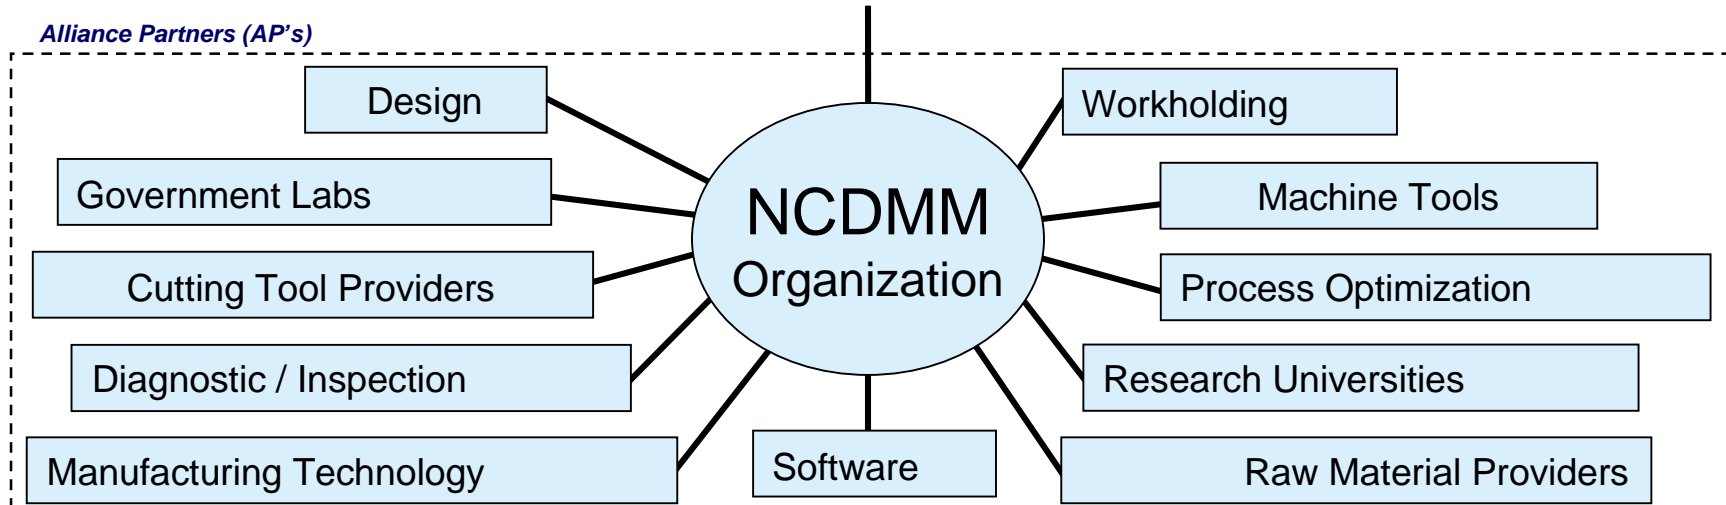 Alliance Partners (AP's)
Design
Workholding
Government Labs
NCDMM
Organization
Machine Tools
Cutting Tool Providers
Process Optimization
Diagnostic / Inspection
Research Universities
Manufacturing Technology
Software
Raw Material Providers